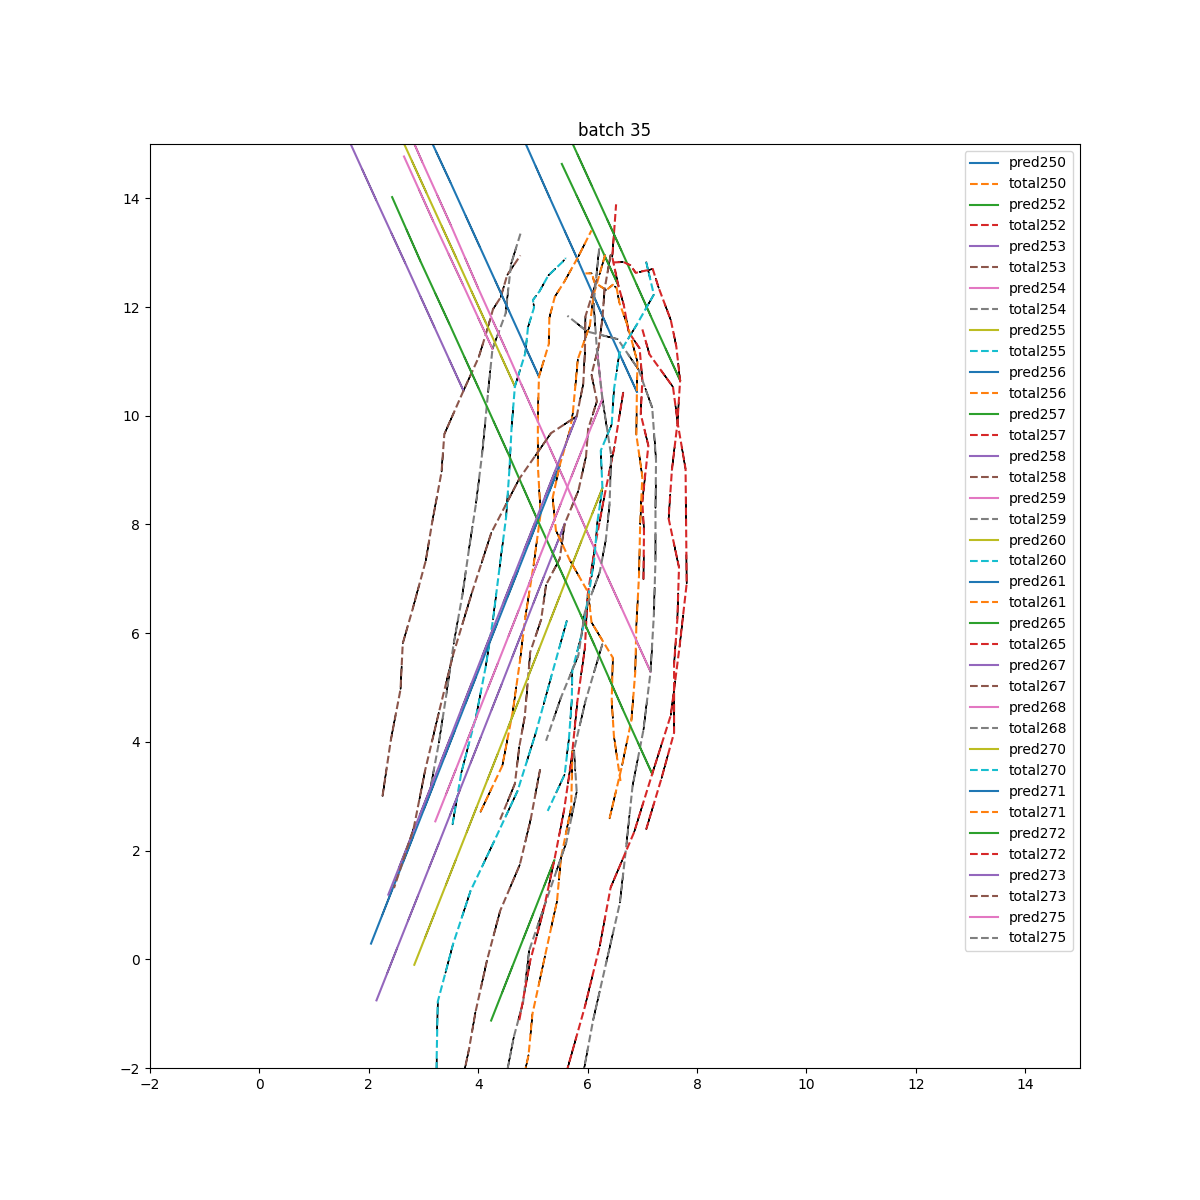 batch 35
14
12
10
8
6
4
2
0
−2
−2
0
2
4
6
8
10
12
14
pred250
total250
pred252
total252
pred253
total253
pred254
total254
pred255
total255
pred256
total256
pred257
total257
pred258
total258
pred259
total259
pred260
total260
pred261
total261
pred265
total265
pred267
total267
pred268
total268
pred270
total270
pred271
total271
pred272
total272
pred273
total273
pred275
total275